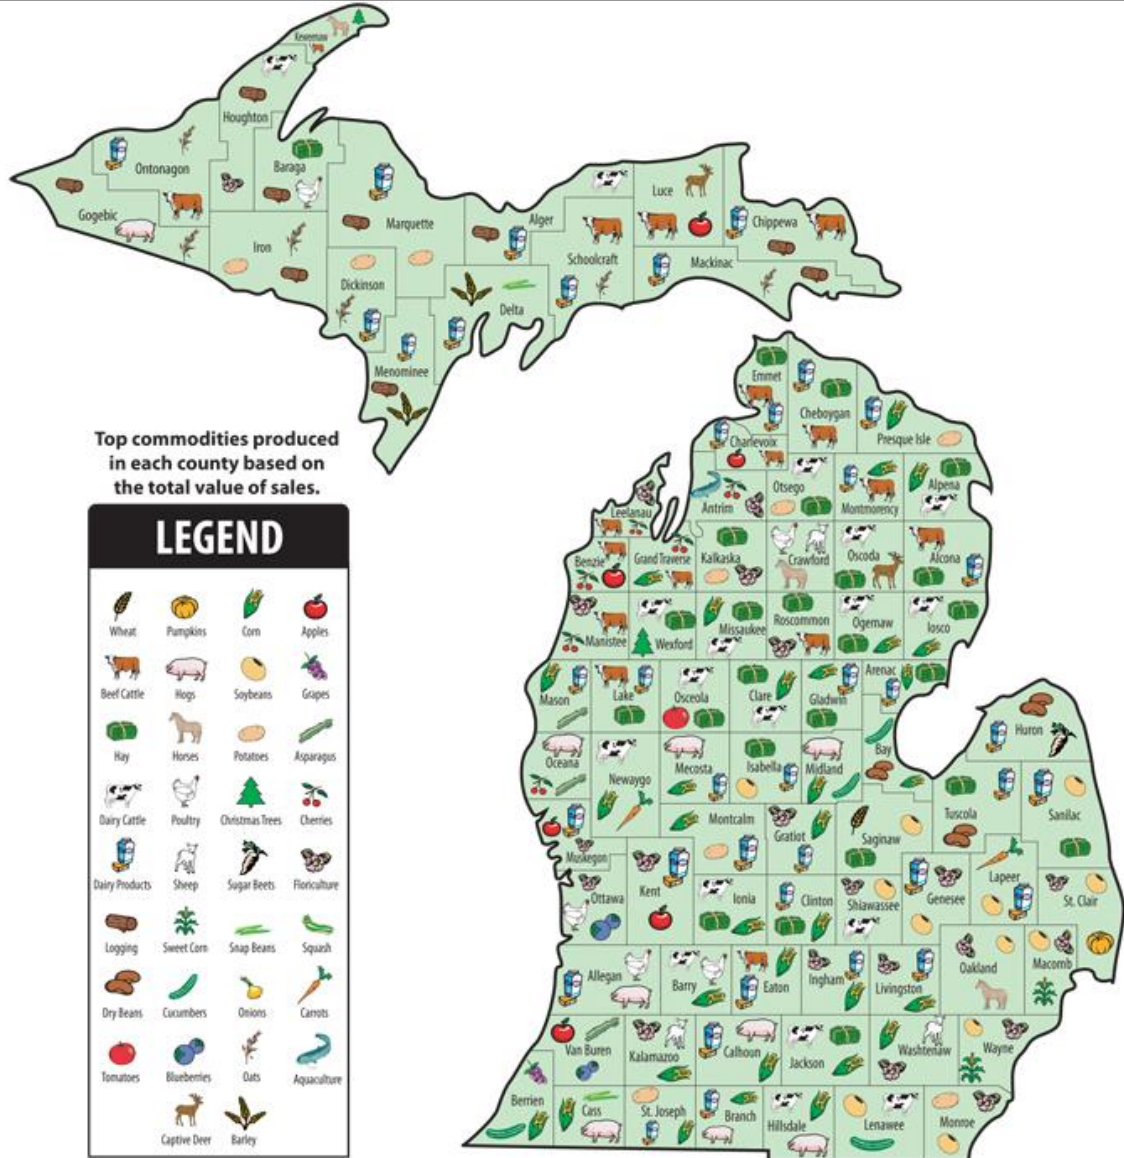 Keweenaw
Houghton
Ontonagon
Baraga
Gogebic
Marquette
Iron
Alger
Luce
Chippewa
Schoolcraft
Mackinac
Dickinson
Delta
Menominee
Emmet
Cheboygan
Presque Isle
Charlevoix
Top commodities produced
in each county based on
the total value of sales.
LEGEND
Wheat Pumpkins Corn Apples
Beef Cattle Hogs Soybeans Grapes
Hay Horses Potatoes Asparagus
Dairy Cattle Poultry Christmas Trees Cherries
Dairy Products Sheep Sugar Beets Floriculture
Logging Sweet Corn Snap Beans Squash
Dry Beans Cucumbers Onions Carrots
Tomatoes Blueberries Oats Aquaculture
Captive Deer Barley
Leelanau Antrim Otsego Montmorency Alpena
Benzie Grand Traverse Kalkaska Crawford Oscoda Alcona
Manistee Wexford Missaukee Roscommon Ogemaw Iosco
Mason Lake Osceola Clare Gladwin Arenac
Oceana Newaygo Mecosta Isabella Midland Bay Huron
Muskegon Montcalm Gratiot Saginaw Tuscola Sanilac
Ottawa Kent Ionia Clinton Shiawassee Genesee Lapeer St. Clair
Allegan Barry Eaton Ingham Livingston Oakland Macomb
Van Buren Kalamazoo Calhoun Jackson Washtenaw Wayne
Berrien Cass St. Joseph Branch Hillsdale Lenawee Monroe